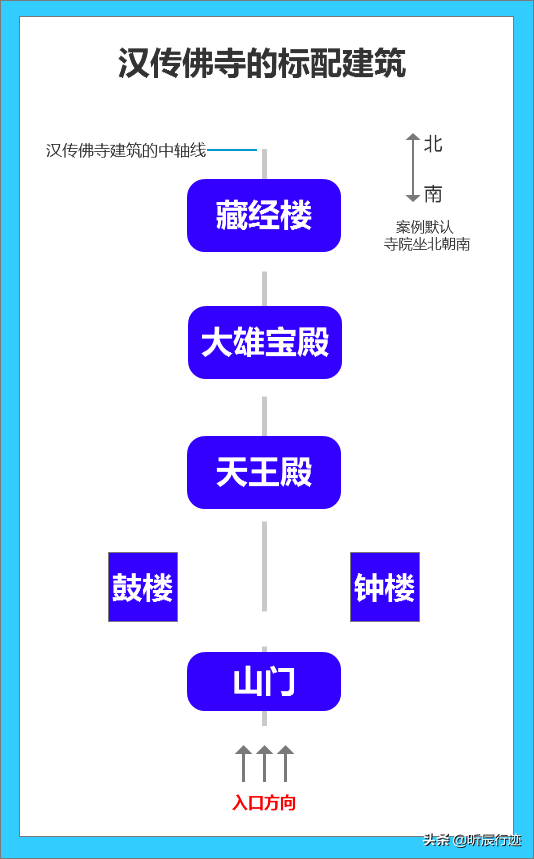 汉传佛寺的标配建筑
汉传佛寺建筑的中轴线
北
南
案例默认
寺院坐北朝南
藏经楼
大雄宝殿
天王殿
鼓楼
钟楼
山门
入口方向
头条 @昕辰行迹